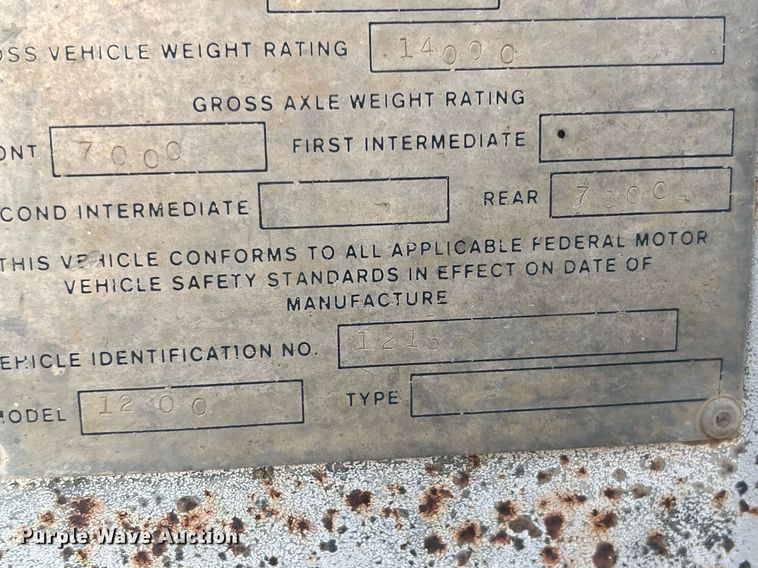 OSS VEHICLE WEIGHT RATING 14000
GROSS AXLE WEIGHT RATING
ONT 7000 FIRST INTERMEDIATE
COND INTERMEDIATE REAR 7000
THIS VEHICLE CONFORMS TO ALL APPLICABLE FEDERAL MOTOR
VEHICLE SAFETY STANDARDS IN EFFECT ON DATE OF
MANUFACTURE
EHICLE IDENTIFICATION NO. 12157
MODEL 1200 TYPE
Purple Wave Auction